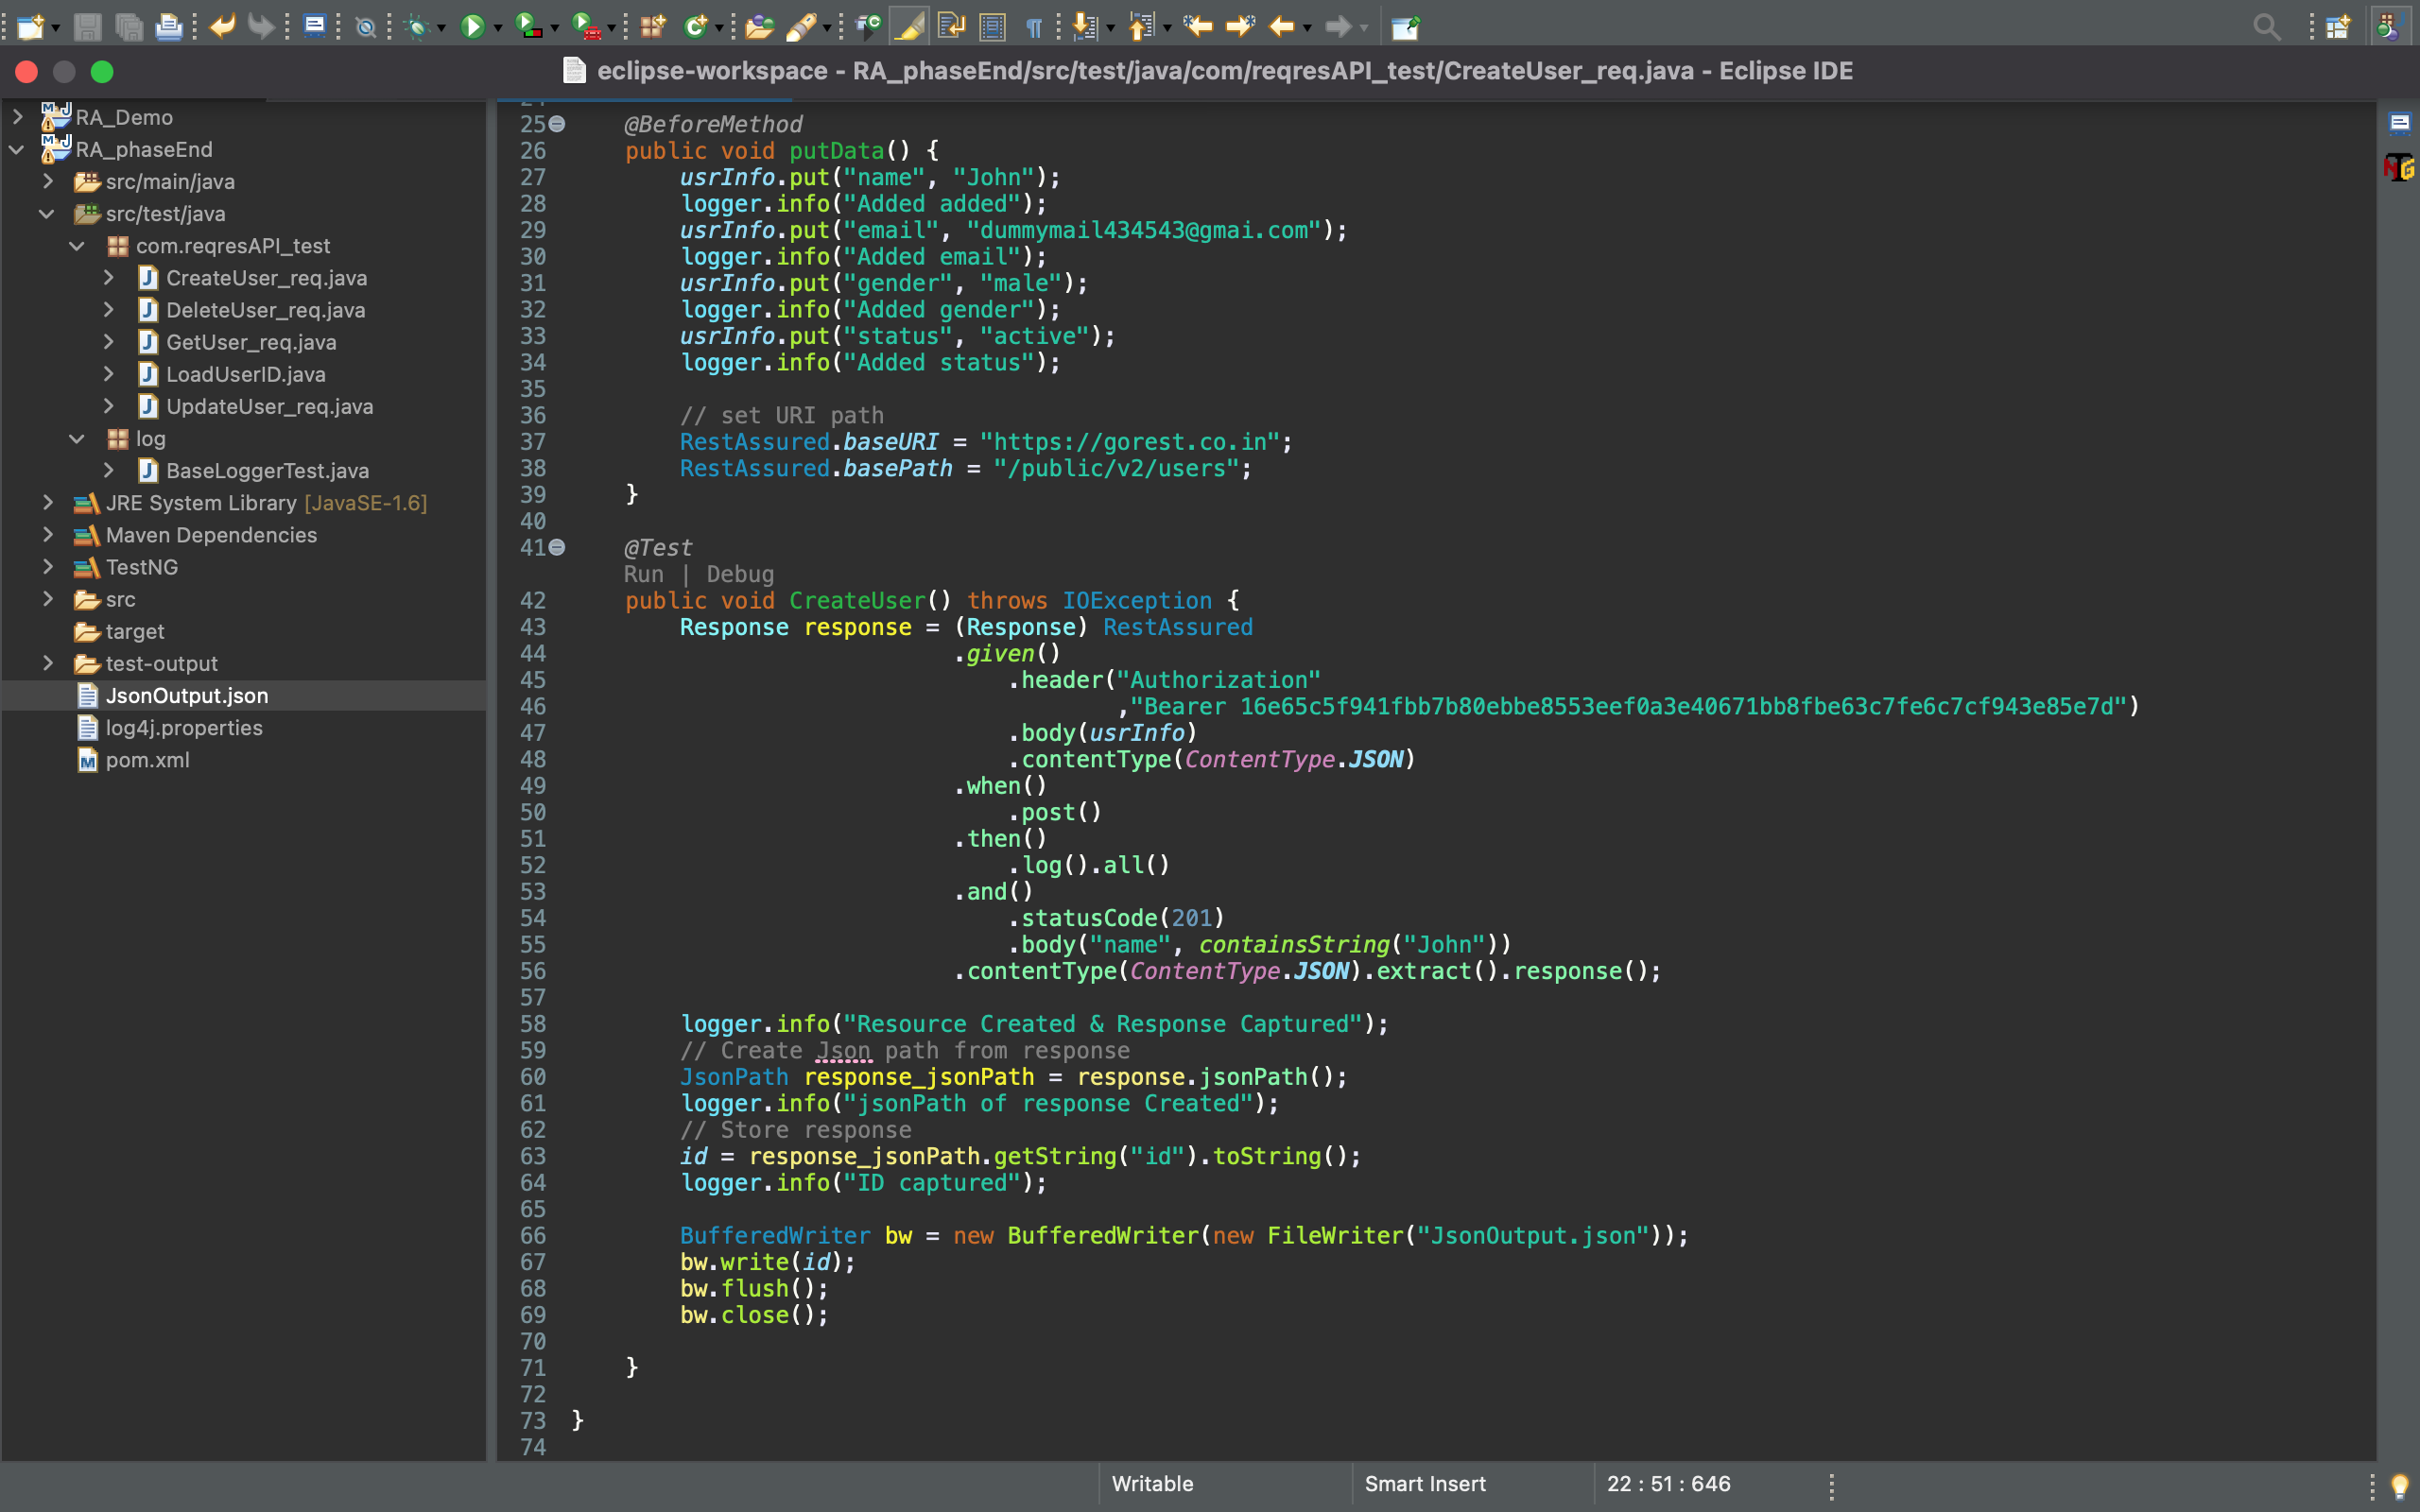 eclipse-workspace - RA_phaseEnd/src/test/java/com/reqresAPI_test/CreateUser_req.java - Eclipse IDE
RA_Demo
RA_phaseEnd
src/main/java
src/test/java
com.reqresAPI_test
CreateUser_req.java
DeleteUser_req.java
GetUser_req.java
LoadUserID.java
UpdateUser_req.java
log
BaseLoggerTest.java
JRE System Library [JavaSE-1.6]
Maven Dependencies
TestNG
src
target
test-output
JsonOutput.json
log4j.properties
pom.xml
25 @BeforeMethod
26 public void putData() {
27 usrInfo.put("name", "John");
28 logger.info("Added added");
29 usrInfo.put("email", "dummymail434543@gmai.com");
30 logger.info("Added email");
31 usrInfo.put("gender", "male");
32 logger.info("Added gender");
33 usrInfo.put("status", "active");
34 logger.info("Added status");
35
36 // set URI path
37 RestAssured.baseURI = "https://gorest.co.in";
38 RestAssured.basePath = "/public/v2/users";
39 }
40
41 @Test
Run | Debug
42 public void CreateUser() throws IOException {
43 Response response = (Response) RestAssured
44 .given()
45 .header("Authorization"
46 ,"Bearer 16e65c5f941fbb7b80ebbe8553eef0a3e40671bb8fbe63c7fe6c7cf943e85e7d")
47 .body(usrInfo)
48 .contentType(ContentType.JSON)
49 .when()
50 .post()
51 .then()
52 .log().all()
53 .and()
54 .statusCode(201)
55 .body("name", containsString("John"))
56 .contentType(ContentType.JSON).extract().response();
57
58 logger.info("Resource Created & Response Captured");
59 // Create Json path from response
60 JsonPath response_jsonPath = response.jsonPath();
61 logger.info("jsonPath of response Created");
62 // Store response
63 id = response_jsonPath.getString("id").toString();
64 logger.info("ID captured");
65
66 BufferedWriter bw = new BufferedWriter(new FileWriter("JsonOutput.json"));
67 bw.write(id);
68 bw.flush();
69 bw.close();
70
71 }
72
73 }
74
Writable
Smart Insert
22 : 51 : 646